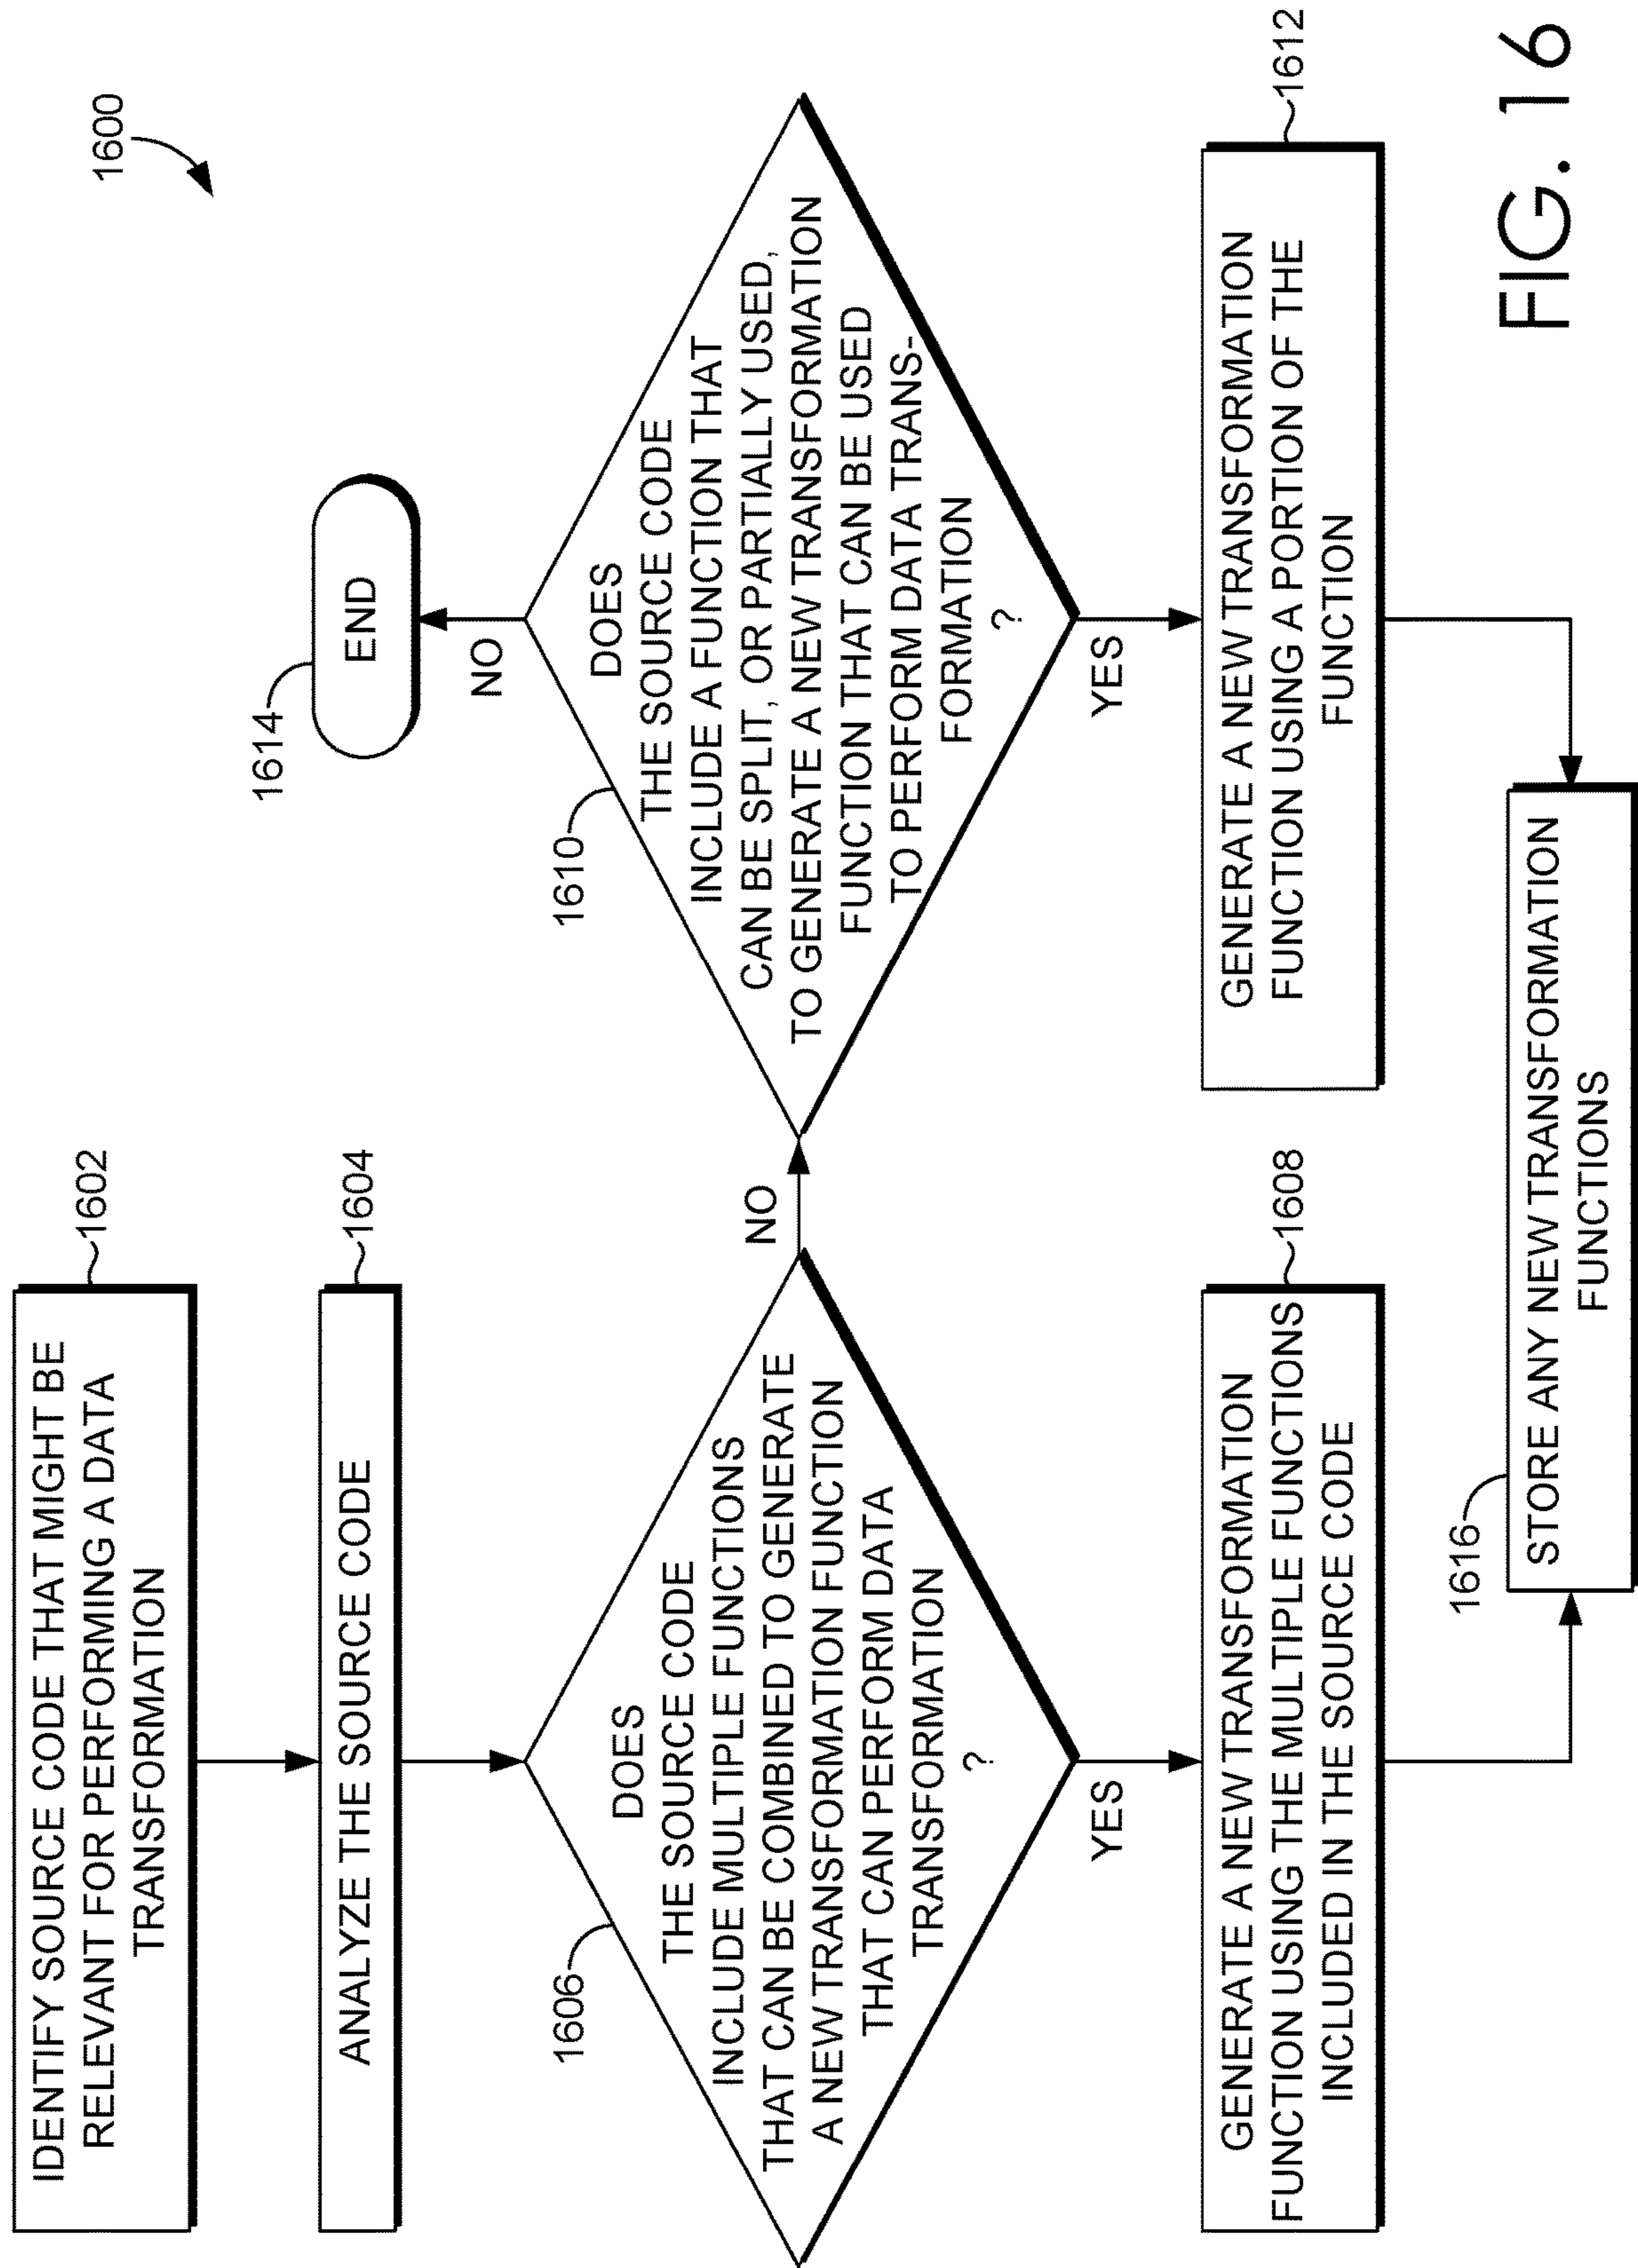 1600
IDENTIFY SOURCE CODE THAT MIGHT BE
RELEVANT FOR PERFORMING A DATA
TRANSFORMATION
1602
ANALYZE THE SOURCE CODE
1604
DOES
THE SOURCE CODE
INCLUDE MULTIPLE FUNCTIONS
THAT CAN BE COMBINED TO GENERATE
A NEW TRANSFORMATION FUNCTION
THAT CAN PERFORM DATA
TRANSFORMATION
?
1606
NO
YES
GENERATE A NEW TRANSFORMATION
FUNCTION USING THE MULTIPLE FUNCTIONS
INCLUDED IN THE SOURCE CODE
1608
1614
END
NO
1610
DOES
THE SOURCE CODE
INCLUDE A FUNCTION THAT
CAN BE SPLIT, OR PARTIALLY USED,
TO GENERATE A NEW TRANSFORMATION
FUNCTION THAT CAN BE USED
TO PERFORM DATA TRANS-
FORMATION
?
YES
GENERATE A NEW TRANSFORMATION
FUNCTION USING A PORTION OF THE
FUNCTION
1612
1616
STORE ANY NEW TRANSFORMATION
FUNCTIONS
FIG. 16